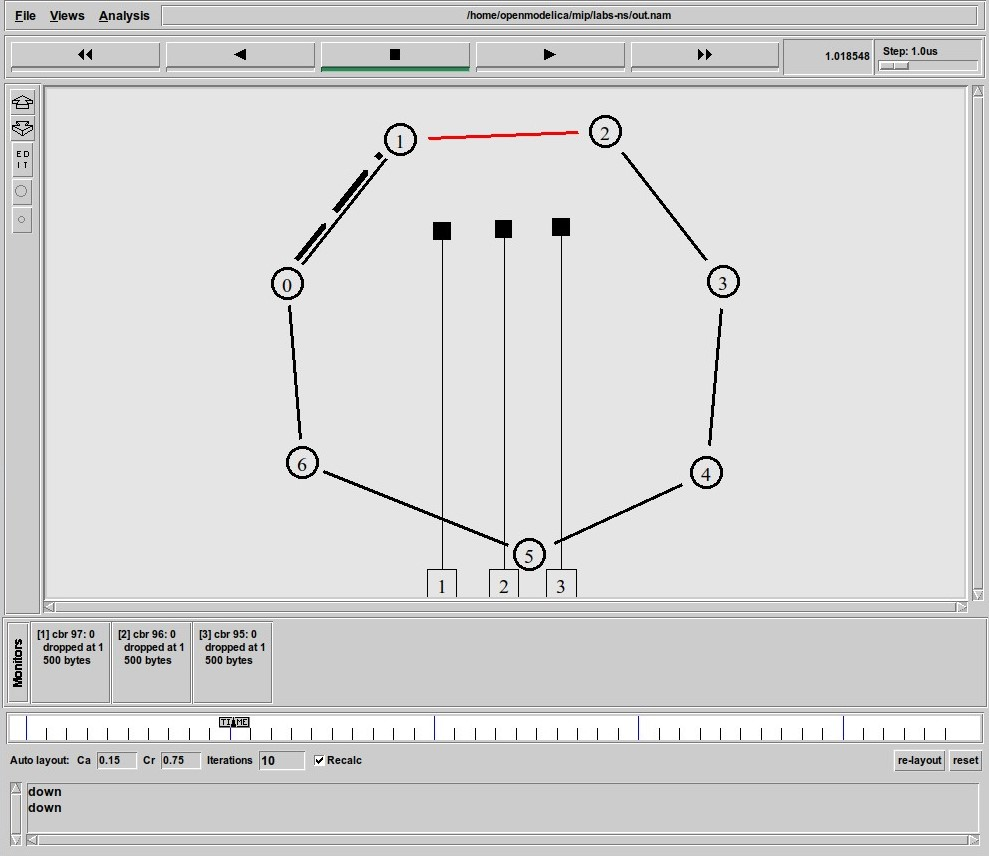 File Views Analysis /home/openmodelica/mip/labs-ns/out.nam
1.018548 Step: 1.0us
ED
IT
1
2
0
3
6
4
5
1 2 3
Monitors
[1] cbr 97: 0
dropped at 1
500 bytes
[2] cbr 96: 0
dropped at 1
500 bytes
[3] cbr 95: 0
dropped at 1
500 bytes
TIME
Auto layout: Ca 0.15 Cr 0.75 Iterations 10 Recalc re-layout reset
down
down